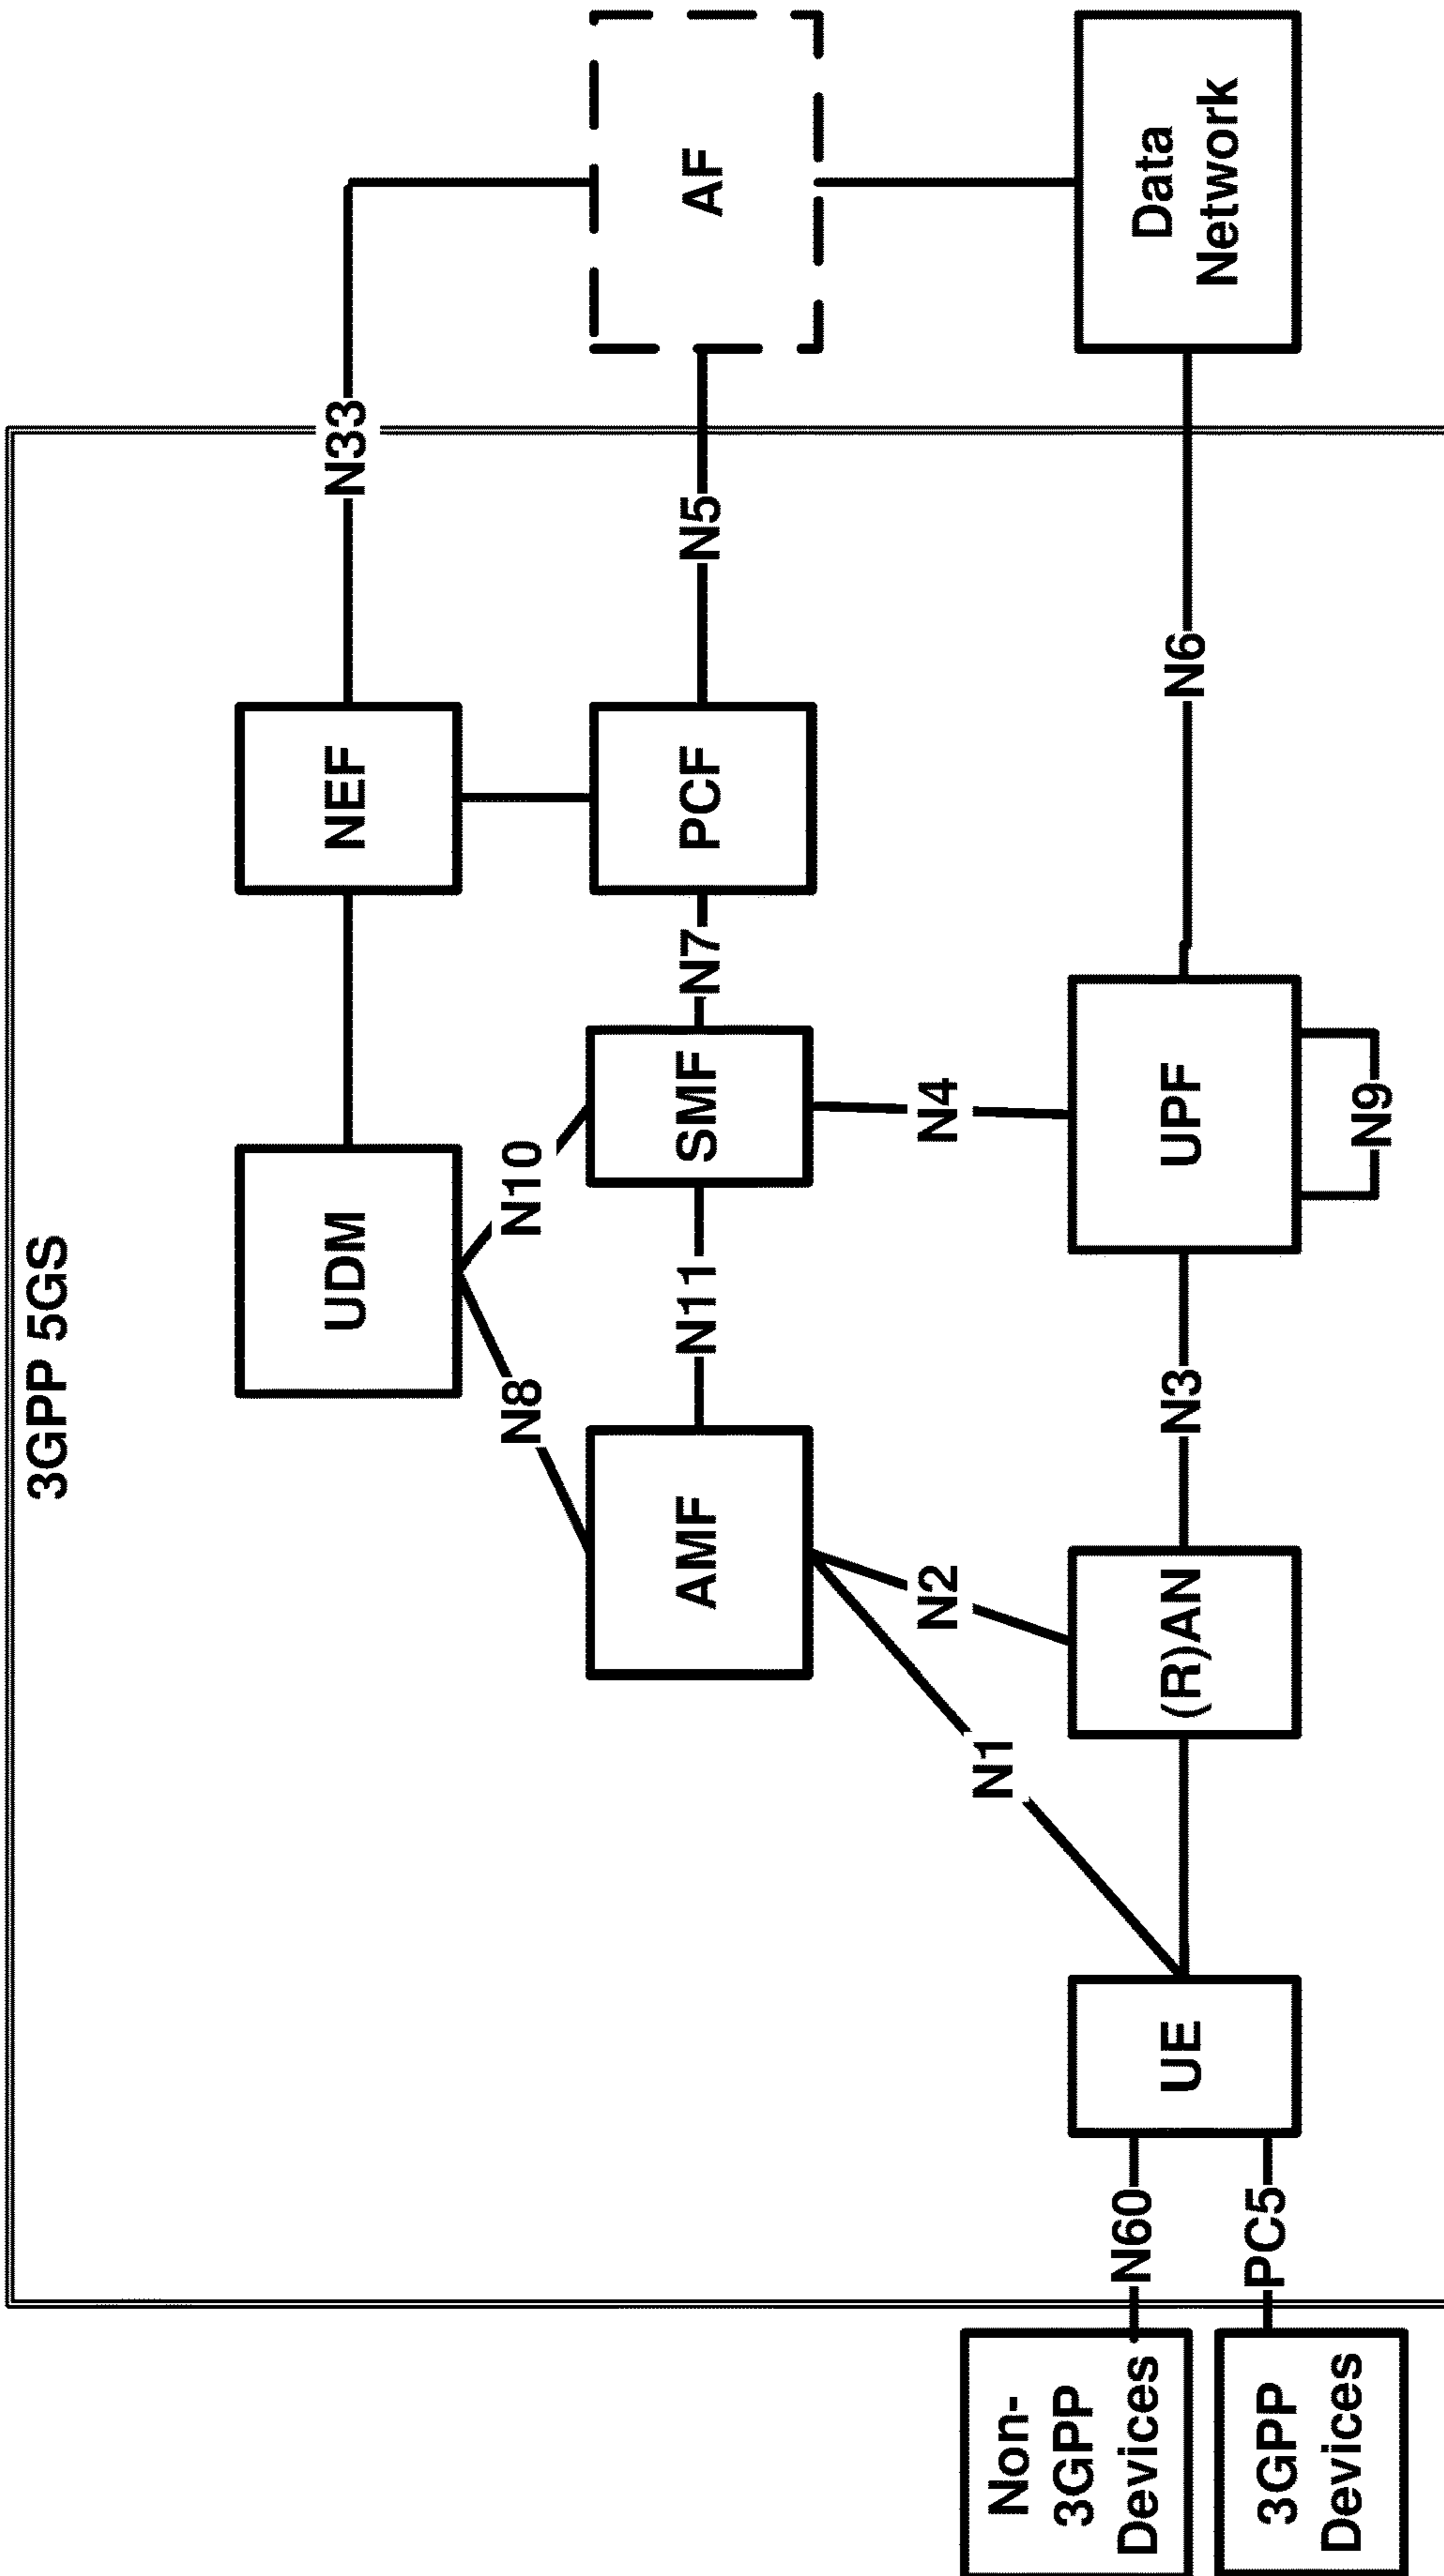 3GPP 5GS
UDM
NEF
N33
N8
N10
AMF
N11
SMF
N7
PCF
N5
AF
N2
N4
N1
Non-
3GPP
Devices
N60
UE
(R)AN
N3
UPF
N6
Data
Network
3GPP
Devices
PC5
N9